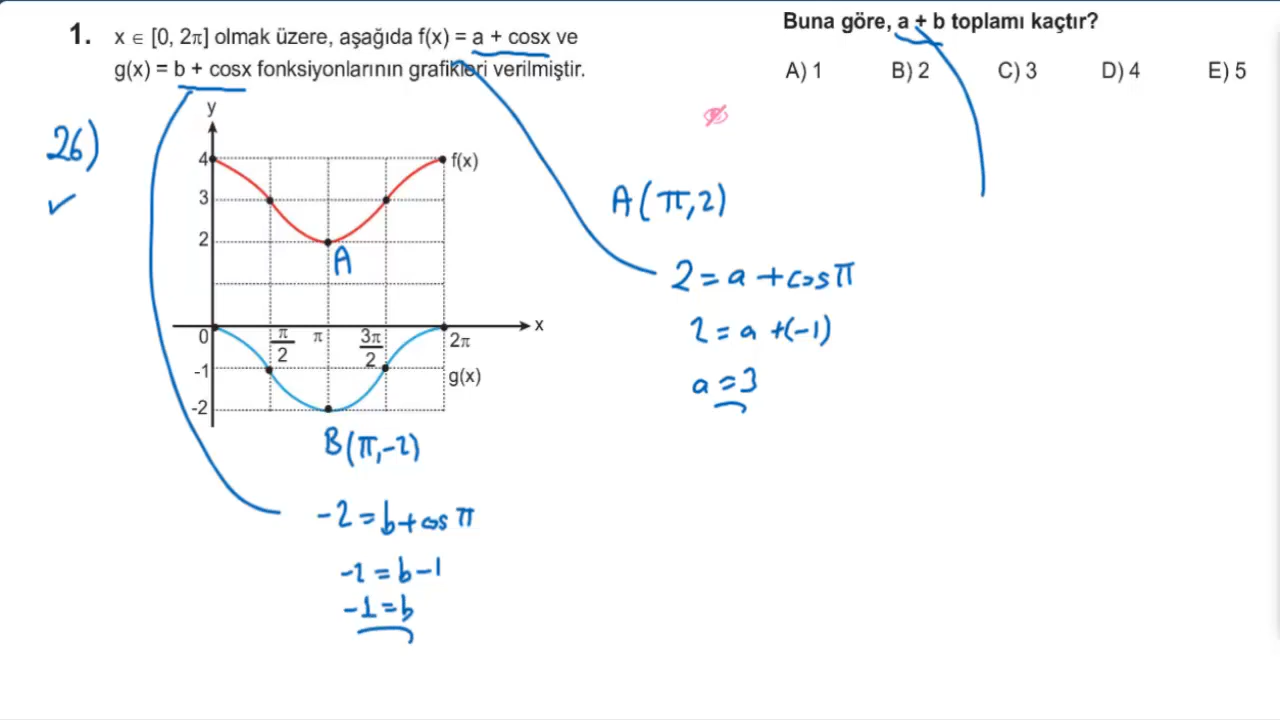 1. x ∈ [0, 2π] olmak üzere, aşağıda f(x) = a + cosx ve
g(x) = b + cosx fonksiyonlarının grafikleri verilmiştir.
Buna göre, a + b toplamı kaçtır?
A) 1 B) 2 C) 3 D) 4 E) 5
26)
y
4
f(x)
3
2
A
x
0
π/2
π
3π/2
2π
-1
g(x)
-2
B(π,-2)
-2=b+cosπ
-2=b-1
-1=b
A(π,2)
2=a+cosπ
2=a+(-1)
a=3